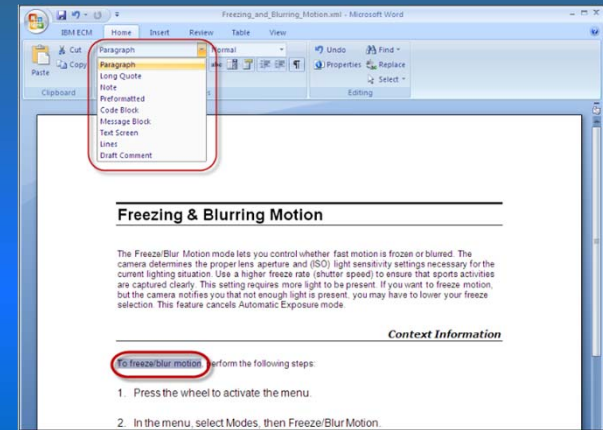 Freezing_and_Blurring_Motion.xml - Microsoft Word
IBM ECM Home Insert Review Table View
Cut Paragraph Normal Undo Find
Copy Paragraph abc Properties Replace
Paste Long Quote Select
Note
Clipboard Editing
Preformatted
Code Block
Message Block
Text Screen
Lines
Draft Comment
Freezing & Blurring Motion
The Freeze/Blur Motion mode lets you control whether fast motion is frozen or blurred. The
camera determines the proper lens aperture and (ISO) light sensitivity settings necessary for the
current lighting situation. Use a higher freeze rate (shutter speed) to ensure that sports activities
are captured clearly. This setting requires more light to be present. If you want to freeze motion,
but the camera notifies you that not enough light is present, you may have to lower your freeze
selection. This feature cancels Automatic Exposure mode.
Context Information
To freeze/blur motion, perform the following steps:
1. Press the wheel to activate the menu.
2. In the menu, select Modes, then Freeze/Blur Motion.